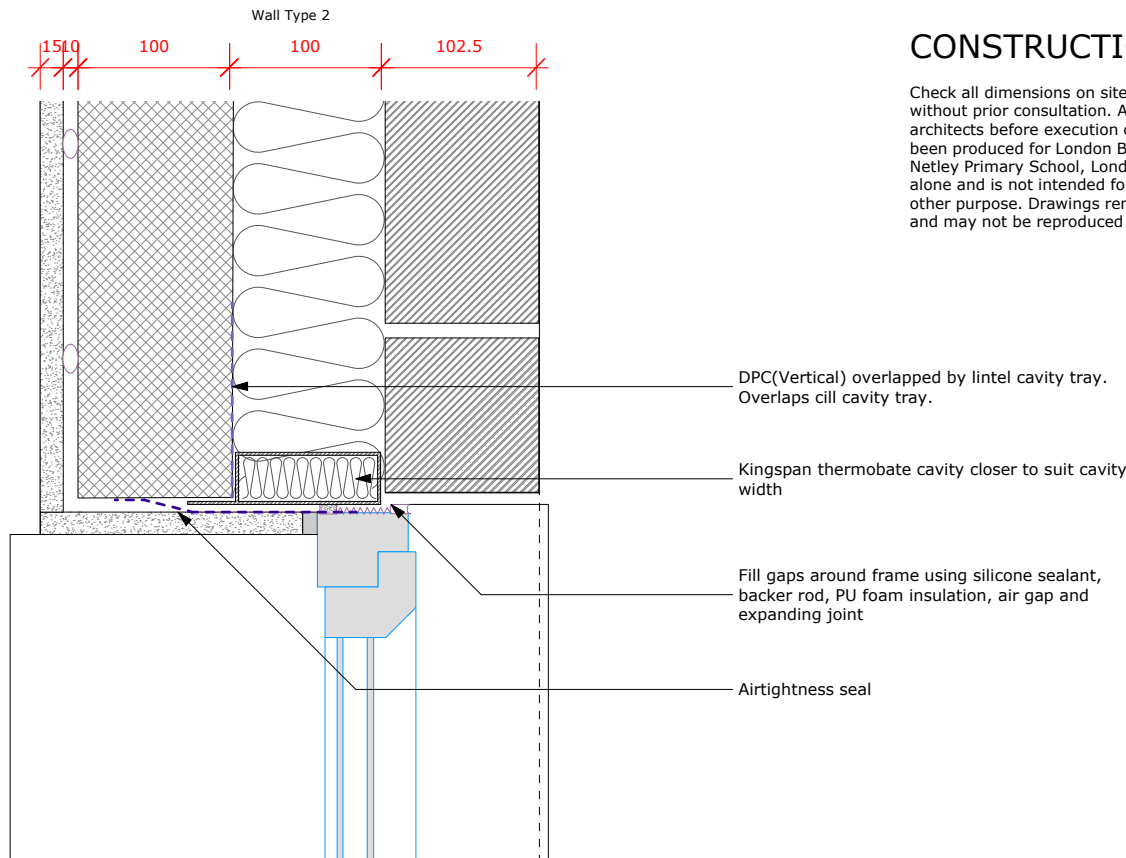 Wall Type 2
15 10 100 100 102.5
CONSTRUCTI
Check all dimensions on site
without prior consultation. A
architects before execution
been produced for London B
Netley Primary School, Lond
alone and is not intended fo
other purpose. Drawings re
and may not be reproduced
DPC(Vertical) overlapped by lintel cavity tray.
Overlaps cill cavity tray.
Kingspan thermobate cavity closer to suit cavity
width
Fill gaps around frame using silicone sealant,
backer rod, PU foam insulation, air gap and
expanding joint
Airtightness seal